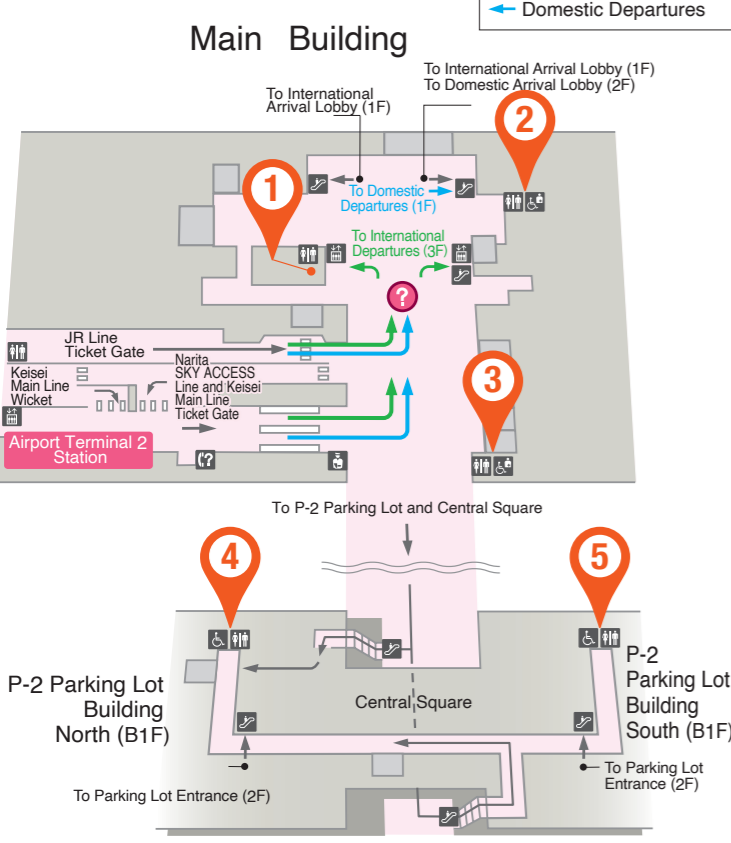 Domestic Departures
Main Building
To International Arrival Lobby (1F)
To Domestic Arrival Lobby (2F)
To International
Arrival Lobby (1F)
2
1
To Domestic
Departures (1F)
To International
Departures (3F)
?
JR Line
Ticket Gate
Keisei
Main Line
Wicket
Narita
SKY ACCESS
Line and Keisei
Main Line
Ticket Gate
3
Airport Terminal 2
Station
?
To P-2 Parking Lot and Central Square
4
5
P-2 Parking Lot
Building
North (B1F)
Central Square
P-2
Parking Lot
Building
South (B1F)
To Parking Lot Entrance (2F)
To Parking Lot
Entrance (2F)